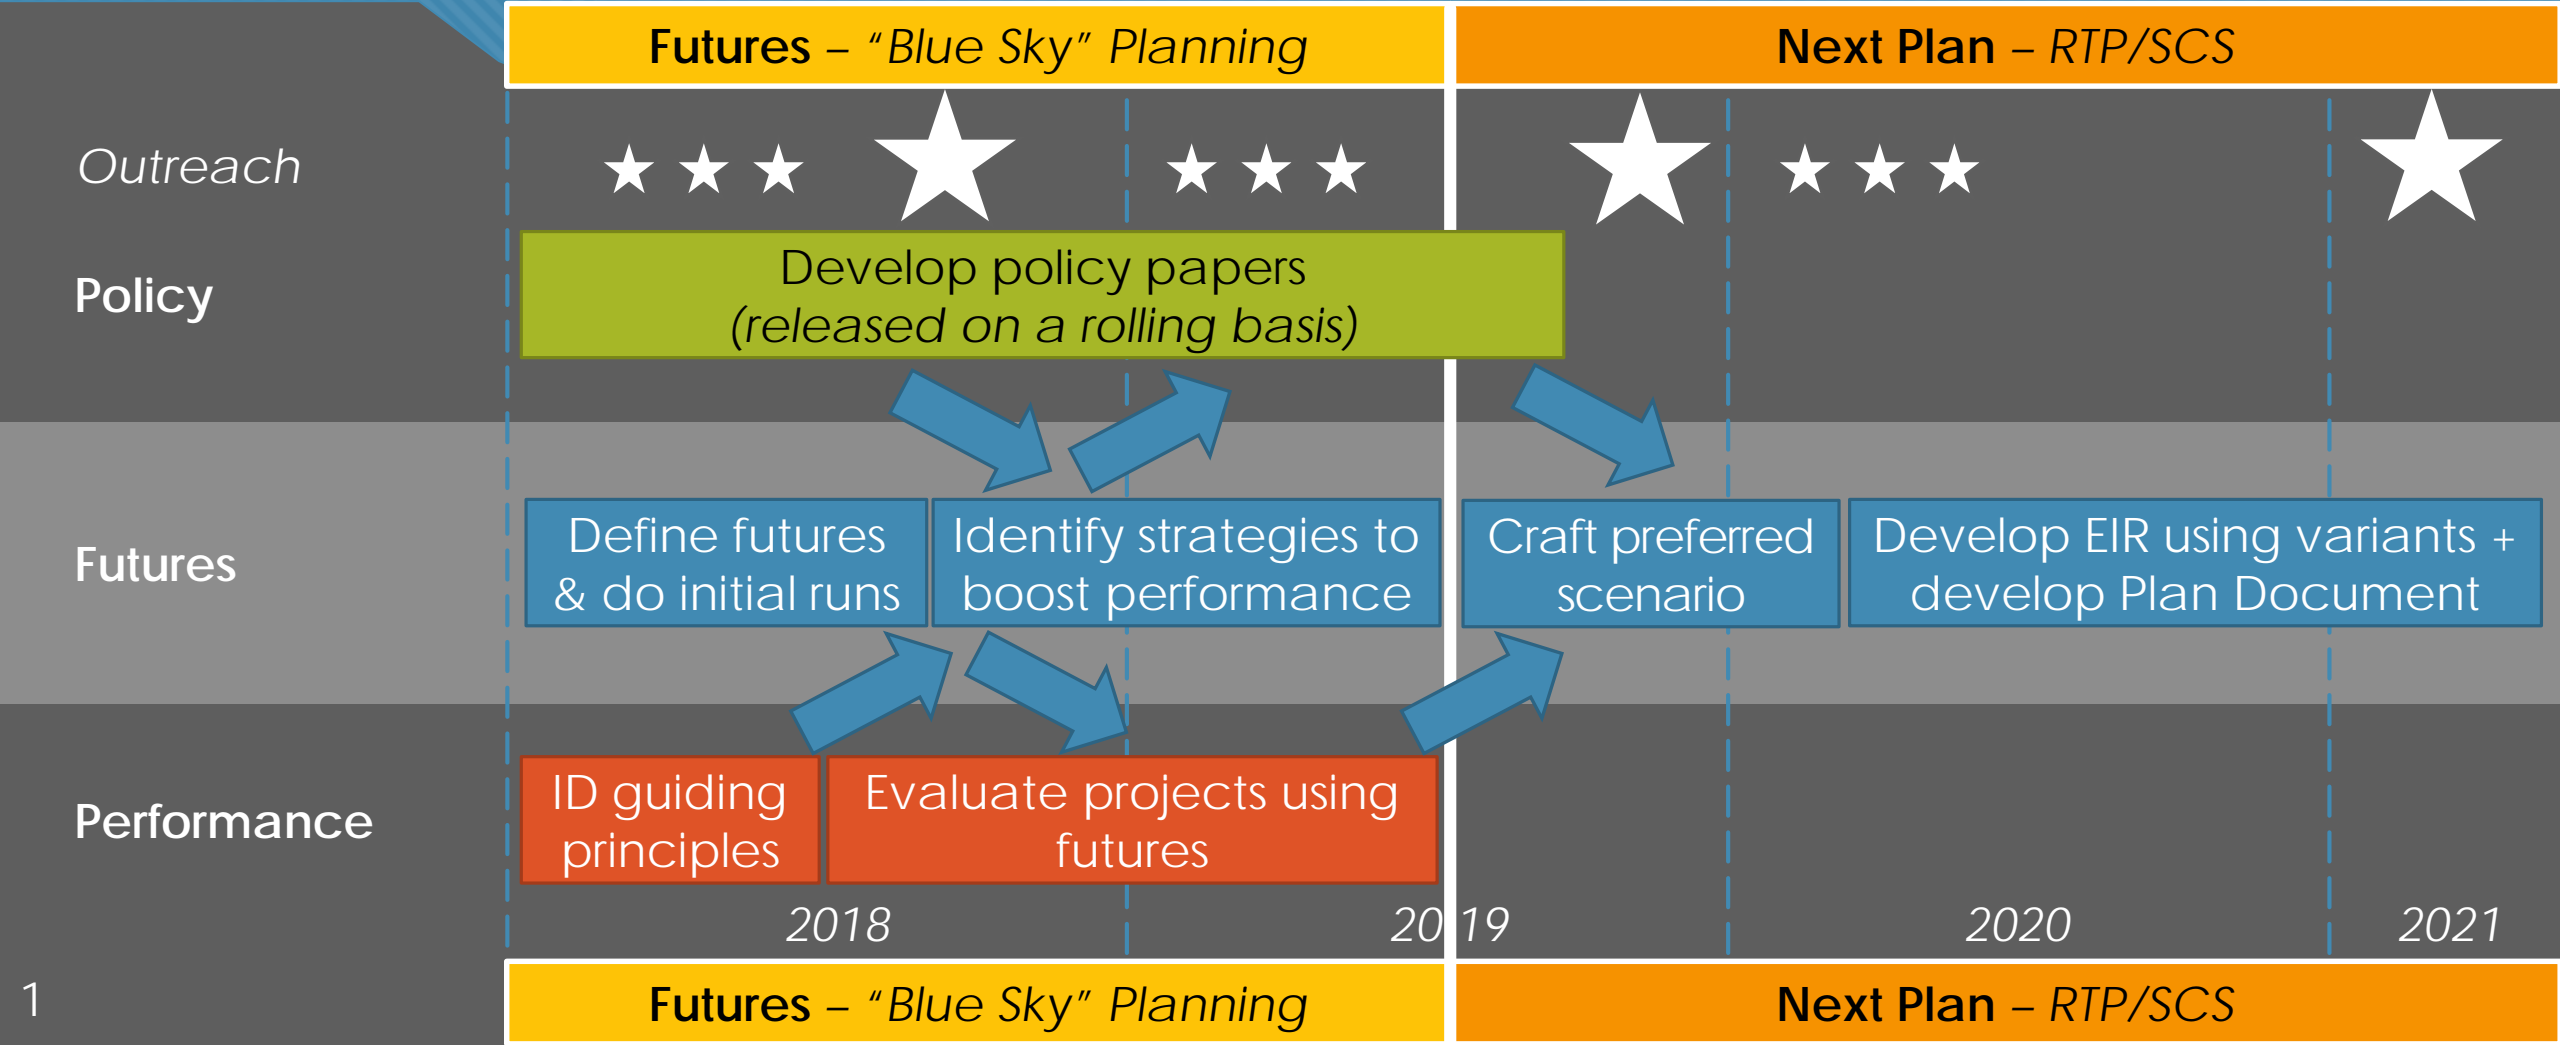 Futures – “Blue Sky” Planning
Next Plan – RTP/SCS
Outreach
Policy
Develop policy papers
(released on a rolling basis)
Futures
Define futures
& do initial runs
Identify strategies to
boost performance
Craft preferred
scenario
Develop EIR using variants +
develop Plan Document
Performance
ID guiding
principles
Evaluate projects using
futures
2018
2019
2020
2021
1
Futures – “Blue Sky” Planning
Next Plan – RTP/SCS